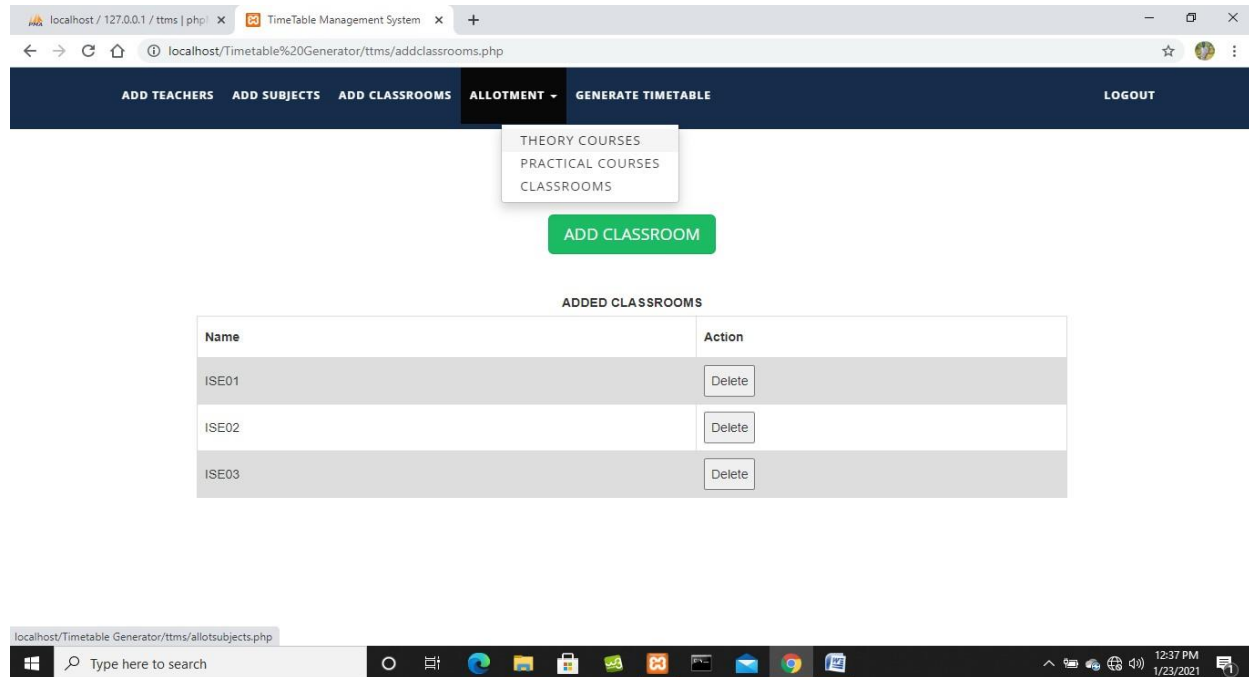 localhost / 127.0.0.1 / ttms | php
TimeTable Management System
localhost/Timetable%20Generator/ttms/addclassrooms.php
ADD TEACHERS ADD SUBJECTS ADD CLASSROOMS ALLOTMENT GENERATE TIMETABLE LOGOUT
THEORY COURSES
PRACTICAL COURSES
CLASSROOMS
ADD CLASSROOM
ADDED CLASSROOMS
Name Action
ISE01 Delete
ISE02 Delete
ISE03 Delete
localhost/Timetable Generator/ttms/allotsubjects.php
Type here to search
12:37 PM
1/23/2021